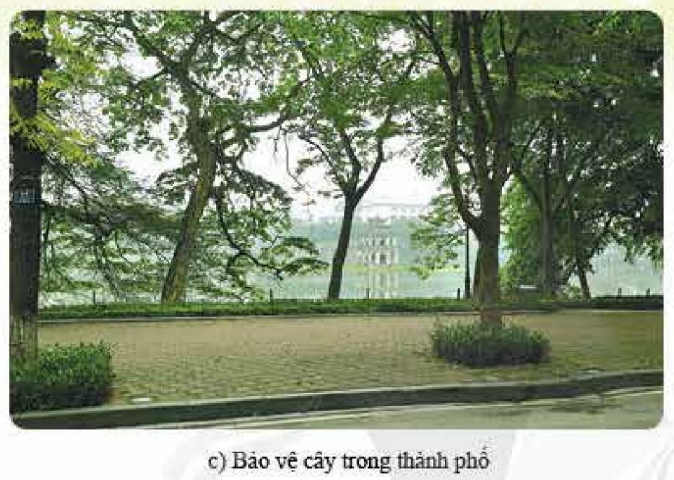 c) Bảo vệ cây trong thành phố